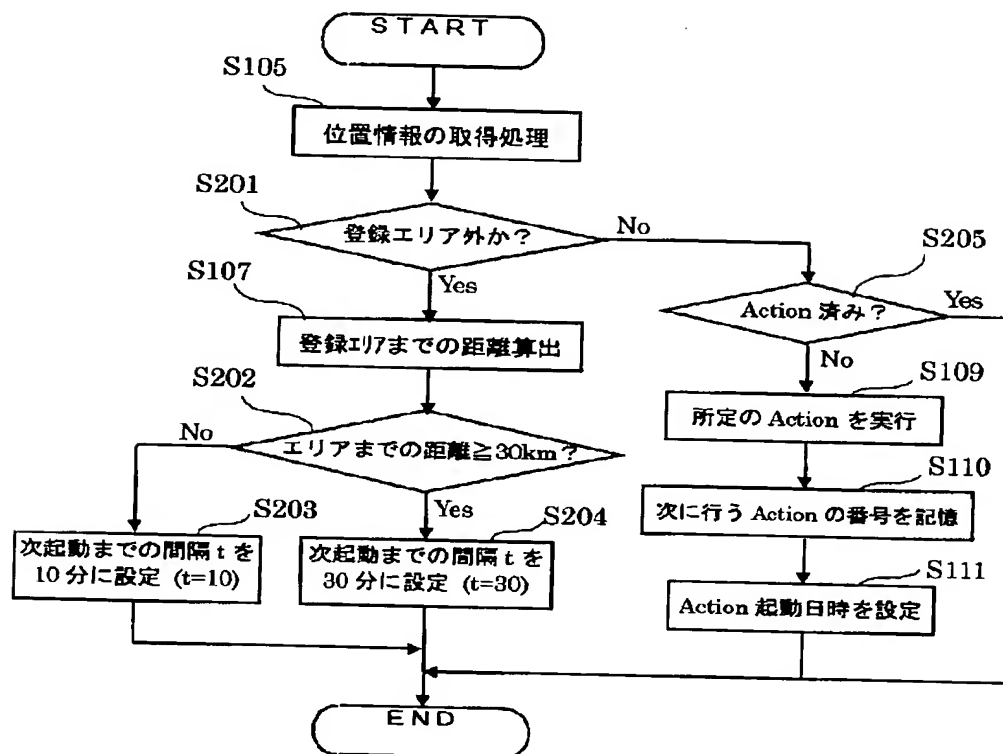 START
S105
位置情報の取得処理
S201
登録エリア外か?
No
Yes
S205
Action 済み?
Yes
No
S107
登録エリアまでの距離算出
S202
エリアまでの距離≧30km?
No
Yes
S109
所定の Action を実行
S110
次に行う Action の番号を記憶
S203
次起動までの間隔 t を
10分に設定 (t=10)
S204
次起動までの間隔 t を
30分に設定 (t=30)
S111
Action 起動日時を設定
END